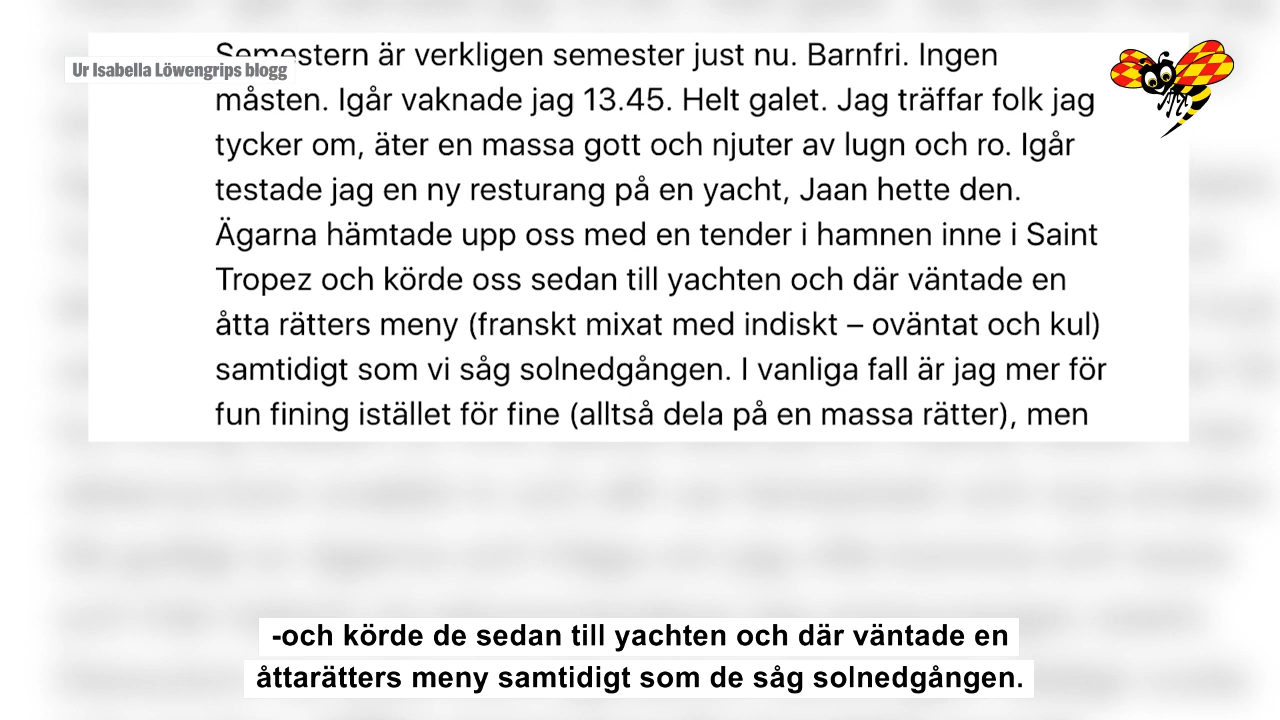 Semestern är verkligen semester just nu. Barnfri. Ingen
Ur Isabella Löwengrips blogg
måsten. Igår vaknade jag 13.45. Helt galet. Jag träffar folk jag
tycker om, äter en massa gott och njuter av lugn och ro. Igår
testade jag en ny resturang på en yacht, Jaan hette den.
Ägarna hämtade upp oss med en tender i hamnen inne i Saint
Tropez och körde oss sedan till yachten och där väntade en
åtta rätters meny (franskt mixat med indiskt – oväntat och kul)
samtidigt som vi såg solnedgången. I vanliga fall är jag mer för
fun fining istället för fine (alltså dela på en massa rätter), men
-och körde de sedan till yachten och där väntade en
åttarätters meny samtidigt som de såg solnedgången.